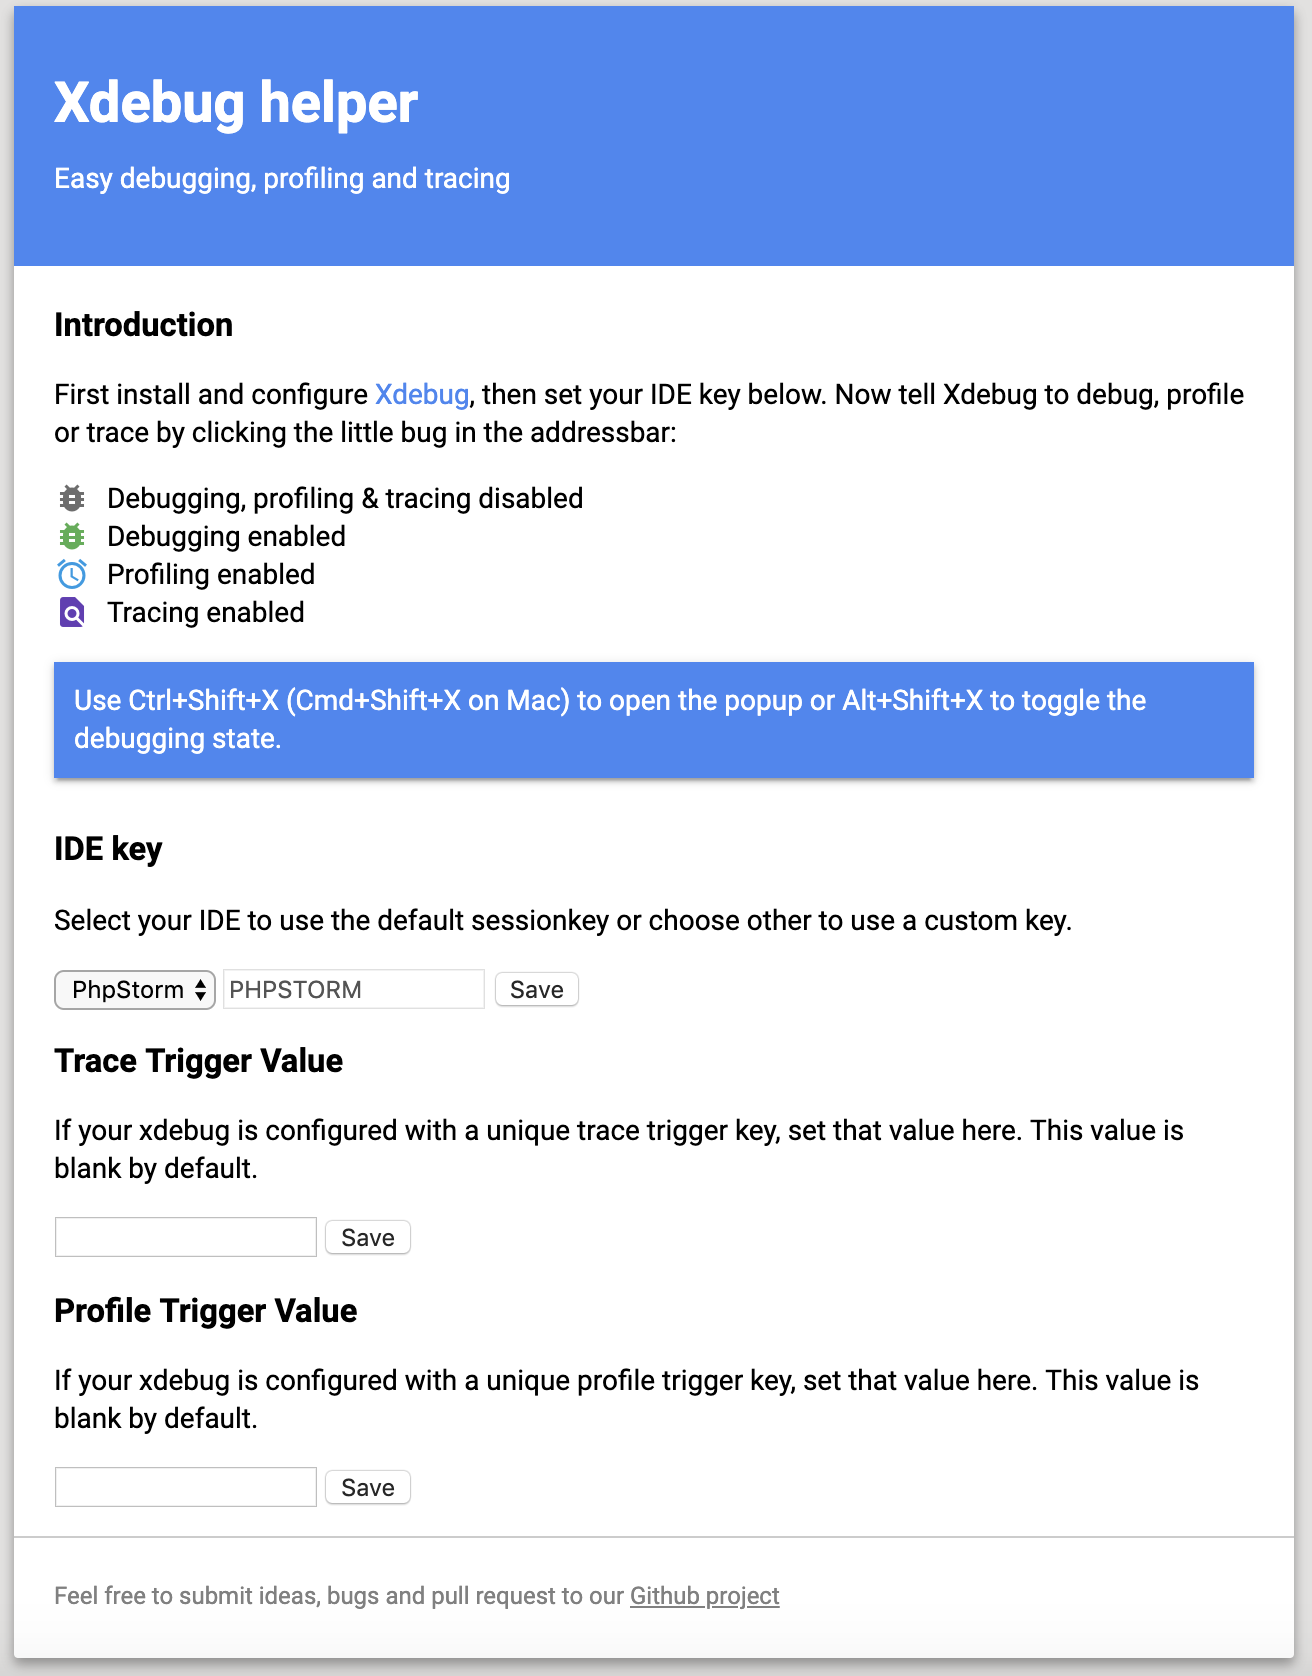 Xdebug helper
Easy debugging, profiling and tracing
Introduction
First install and configure Xdebug, then set your IDE key below. Now tell Xdebug to debug, profile
or trace by clicking the little bug in the addressbar:
Debugging, profiling & tracing disabled
Debugging enabled
Profiling enabled
Tracing enabled
Use Ctrl+Shift+X (Cmd+Shift+X on Mac) to open the popup or Alt+Shift+X to toggle the
debugging state.
IDE key
Select your IDE to use the default sessionkey or choose other to use a custom key.
PhpStorm PHPSTORM Save
Trace Trigger Value
If your xdebug is configured with a unique trace trigger key, set that value here. This value is
blank by default.
Save
Profile Trigger Value
If your xdebug is configured with a unique profile trigger key, set that value here. This value is
blank by default.
Save
Feel free to submit ideas, bugs and pull request to our Github project